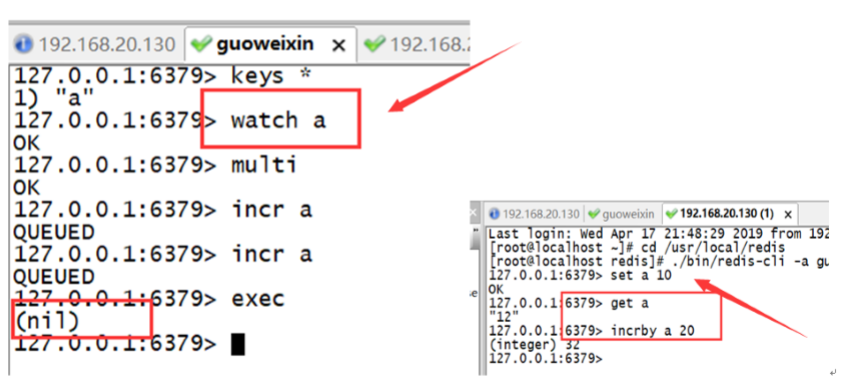 192.168.20.130 guoweixin x 192.168.
127.0.0.1:6379> keys *
1) "a"
127.0.0.1:6379> watch a
OK
127.0.0.1:6379> multi
OK
127.0.0.1:6379> incr a
QUEUED
127.0.0.1:6379> incr a
QUEUED
127.0.0.1:6379> exec
(nil)
127.0.0.1:6379>
192.168.20.130 guoweixin 192.168.20.130 (1) x
Last login: Wed Apr 17 21:48:29 2019 from 192
[root@localhost ~]# cd /usr/local/redis
[root@localhost redis]# ./bin/redis-cli -a gu
127.0.0.1:6379> set a 10
OK
127.0.0.1:6379> get a
"12"
127.0.0.1:6379> incrby a 20
(integer) 32
127.0.0.1:6379>